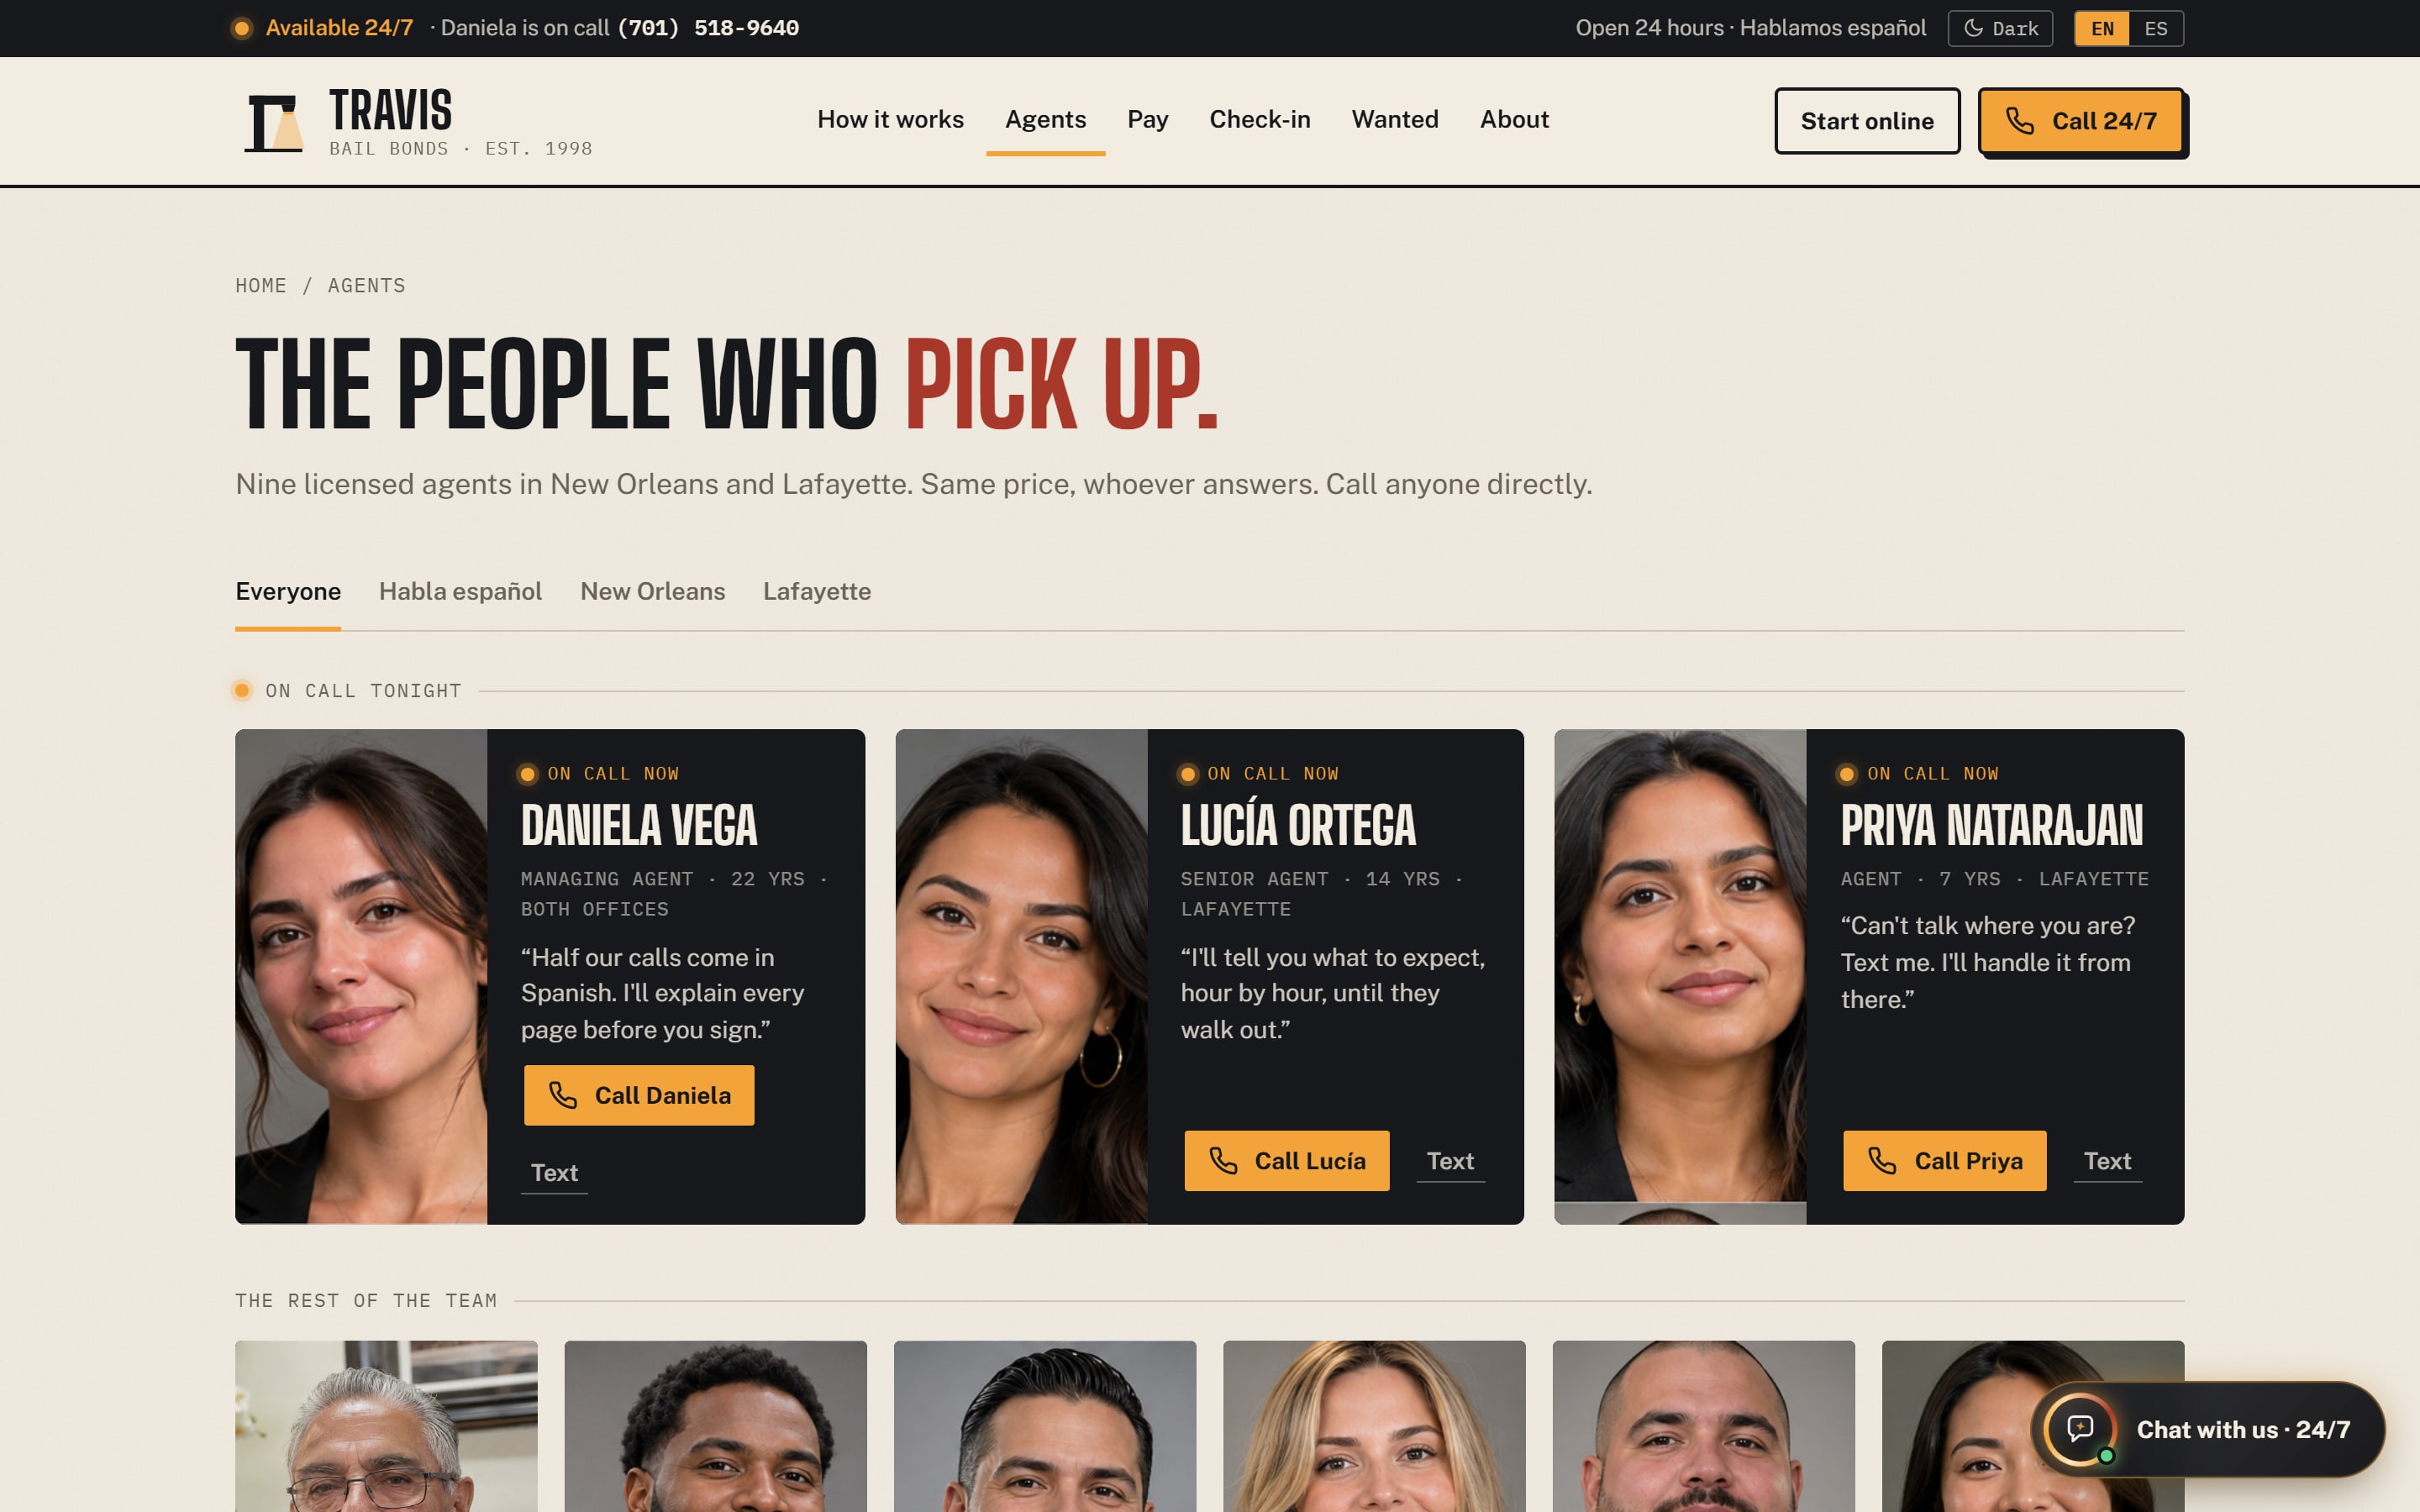 Available 24/7 · Daniela is on call (701) 518-9640
Open 24 hours · Hablamos español
Dark
EN ES
TRAVIS
BAIL BONDS · EST. 1998
How it works Agents Pay Check-in Wanted About
Start online
Call 24/7
HOME / AGENTS
THE PEOPLE WHO PICK UP.
Nine licensed agents in New Orleans and Lafayette. Same price, whoever answers. Call anyone directly.
Everyone Habla español New Orleans Lafayette
ON CALL TONIGHT
ON CALL NOW
DANIELA VEGA
MANAGING AGENT · 22 YRS ·
BOTH OFFICES
“Half our calls come in
Spanish. I'll explain every
page before you sign.”
Call Daniela
Text
ON CALL NOW
LUCÍA ORTEGA
SENIOR AGENT · 14 YRS ·
LAFAYETTE
“I'll tell you what to expect,
hour by hour, until they
walk out.”
Call Lucía
Text
ON CALL NOW
PRIYA NATARAJAN
AGENT · 7 YRS · LAFAYETTE
“Can't talk where you are?
Text me. I'll handle it from
there.”
Call Priya
Text
THE REST OF THE TEAM
Chat with us · 24/7